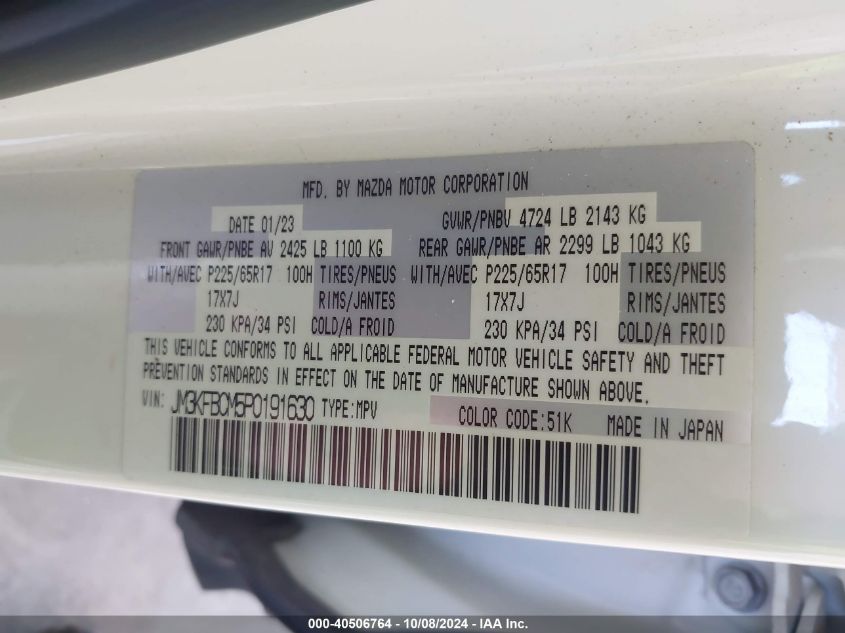 MFD. BY MAZDA MOTOR CORPORATION
DATE 01/23 GVWR/PNBV 4724 LB 2143 KG
FRONT GAWR/PNBE AV 2425 LB 1100 KG REAR GAWR/PNBE AR 2299 LB 1043 KG
WITH/AVEC P225/65R17 100H TIRES/PNEUS WITH/AVEC P225/65R17 100H TIRES/PNEUS
17X7J RIMS/JANTES 17X7J RIMS/JANTES
230 KPA/34 PSI COLD/A FROID 230 KPA/34 PSI COLD/A FROID
THIS VEHICLE CONFORMS TO ALL APPLICABLE FEDERAL MOTOR VEHICLE SAFETY AND THEFT
PREVENTION STANDARDS IN EFFECT ON THE DATE OF MANUFACTURE SHOWN ABOVE.
VIN: JM3KFBCM5P0191630 TYPE:MPV COLOR CODE:51K MADE IN JAPAN
000-40506764 - 10/08/2024 - IAA Inc.